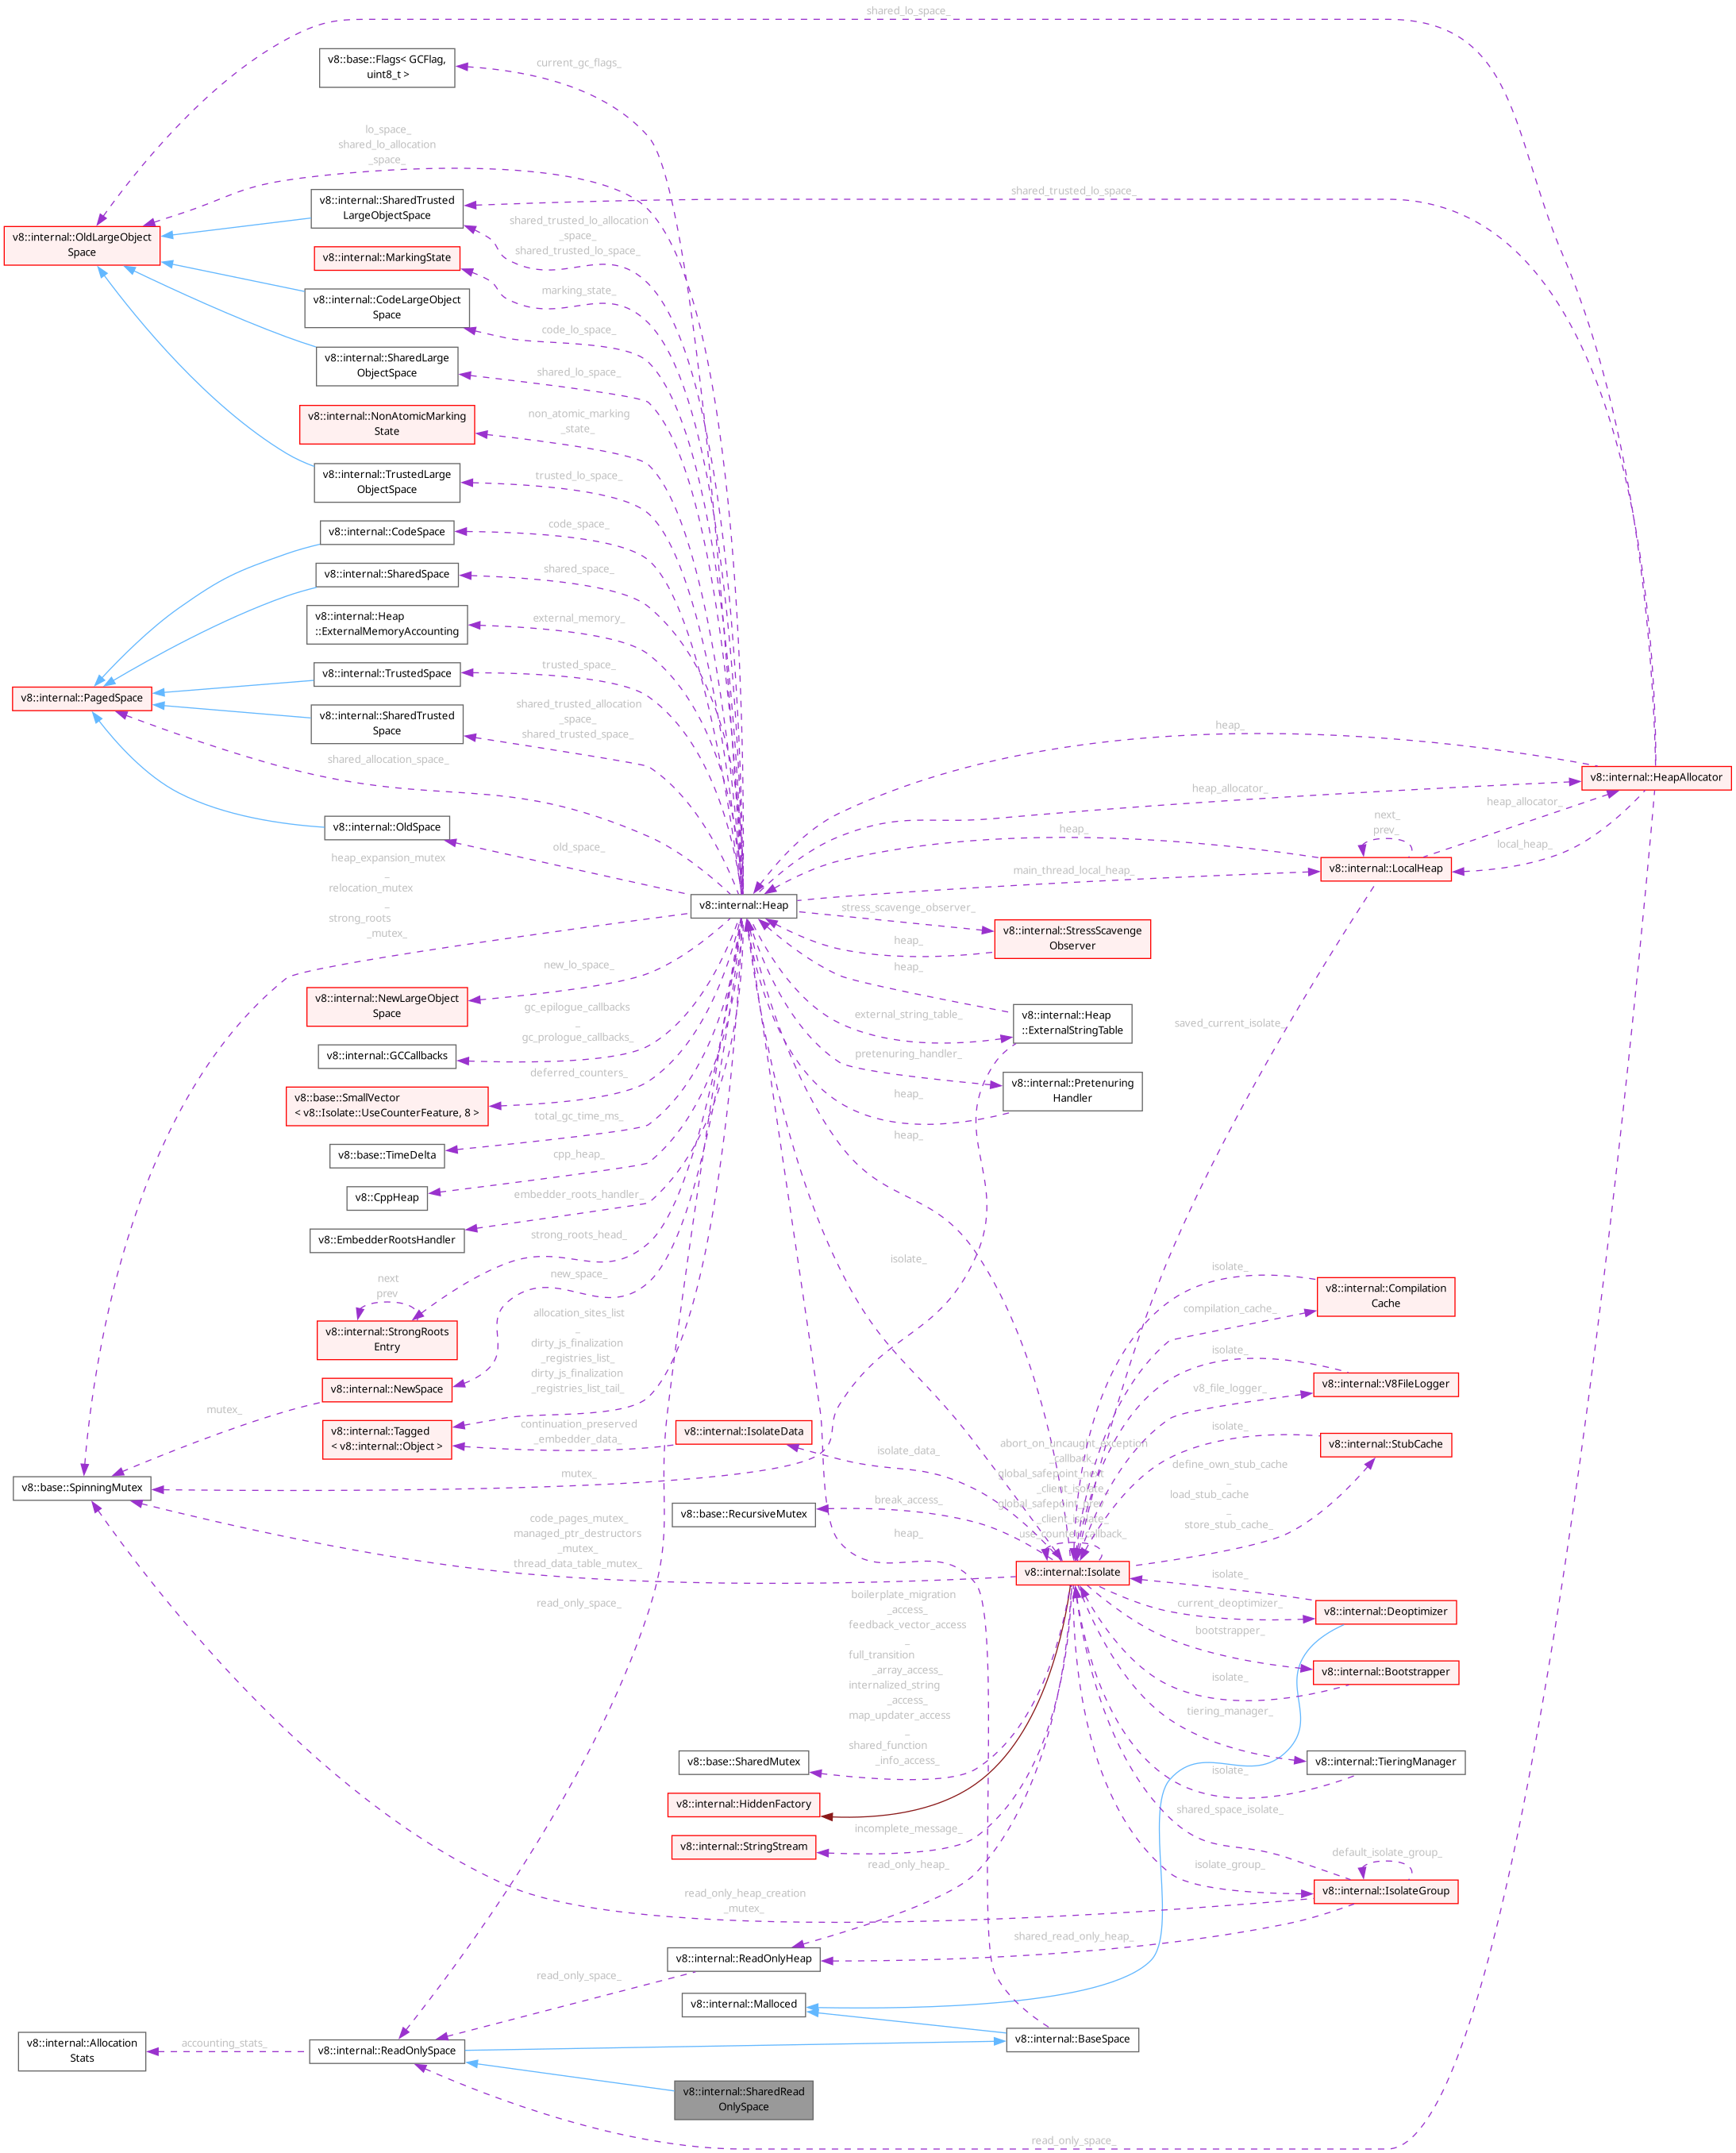 shared_lo_space_
v8::base::Flags< GCFlag,
uint8_t >
current_gc_flags_
lo_space_
shared_lo_allocation
_space_
v8::internal::SharedTrusted
LargeObjectSpace
shared_trusted_lo_space_
shared_trusted_lo_allocation
_space_
shared_trusted_lo_space_
v8::internal::OldLargeObject
Space
v8::internal::MarkingState
marking_state_
v8::internal::CodeLargeObject
Space
code_lo_space_
v8::internal::SharedLarge
ObjectSpace
shared_lo_space_
v8::internal::NonAtomicMarking
State
non_atomic_marking
_state_
v8::internal::TrustedLarge
ObjectSpace
trusted_lo_space_
v8::internal::CodeSpace
code_space_
v8::internal::SharedSpace
shared_space_
v8::internal::Heap
::ExternalMemoryAccounting
external_memory_
v8::internal::TrustedSpace
trusted_space_
v8::internal::PagedSpace
v8::internal::SharedTrusted
Space
shared_trusted_allocation
_space_
shared_trusted_space_
shared_allocation_space_
heap_
v8::internal::HeapAllocator
heap_allocator_
heap_allocator_
v8::internal::OldSpace
old_space_
heap_
next_
prev_
local_heap_
heap_expansion_mutex
_
relocation_mutex
_
strong_roots
_mutex_
v8::internal::LocalHeap
main_thread_local_heap_
v8::internal::Heap
stress_scavenge_observer_
v8::internal::StressScavenge
Observer
heap_
heap_
new_lo_space_
v8::internal::NewLargeObject
Space
external_string_table_
v8::internal::Heap
::ExternalStringTable
saved_current_isolate_
gc_epilogue_callbacks
_
gc_prologue_callbacks_
v8::internal::GCCallbacks
pretenuring_handler_
v8::internal::Pretenuring
Handler
heap_
deferred_counters_
v8::base::SmallVector
< v8::Isolate::UseCounterFeature, 8 >
total_gc_time_ms_
v8::base::TimeDelta
heap_
cpp_heap_
v8::CppHeap
embedder_roots_handler_
v8::EmbedderRootsHandler
strong_roots_head_
isolate_
next
prev
v8::internal::StrongRoots
Entry
new_space_
isolate_
v8::internal::Compilation
Cache
compilation_cache_
allocation_sites_list
_
dirty_js_finalization
_registries_list_
dirty_js_finalization
_registries_list_tail_
isolate_
v8::internal::NewSpace
v8_file_logger_
v8::internal::V8FileLogger
mutex_
v8::internal::Tagged
< v8::internal::Object >
continuation_preserved
_embedder_data_
v8::internal::IsolateData
isolate_
v8::internal::StubCache
isolate_data_
abort_on_uncaught_exception
_callback_
global_safepoint_next
_client_isolate_
global_safepoint_prev
_client_isolate_
use_counter_callback_
define_own_stub_cache
_
load_stub_cache
_
store_stub_cache_
mutex_
v8::base::SpinningMutex
v8::base::RecursiveMutex
break_access_
code_pages_mutex_
managed_ptr_destructors
_mutex_
thread_data_table_mutex_
heap_
v8::internal::Isolate
isolate_
current_deoptimizer_
v8::internal::Deoptimizer
read_only_space_
boilerplate_migration
_access_
feedback_vector_access
_
full_transition
_array_access_
internalized_string
_access_
map_updater_access
_
shared_function
_info_access_
bootstrapper_
v8::internal::Bootstrapper
isolate_
tiering_manager_
v8::base::SharedMutex
v8::internal::TieringManager
isolate_
v8::internal::HiddenFactory
shared_space_isolate_
incomplete_message_
v8::internal::StringStream
default_isolate_group_
read_only_heap_
isolate_group_
v8::internal::IsolateGroup
read_only_heap_creation
_mutex_
shared_read_only_heap_
v8::internal::ReadOnlyHeap
read_only_space_
v8::internal::Malloced
v8::internal::BaseSpace
v8::internal::Allocation
Stats
accounting_stats_
v8::internal::ReadOnlySpace
v8::internal::SharedRead
OnlySpace
read_only_space_